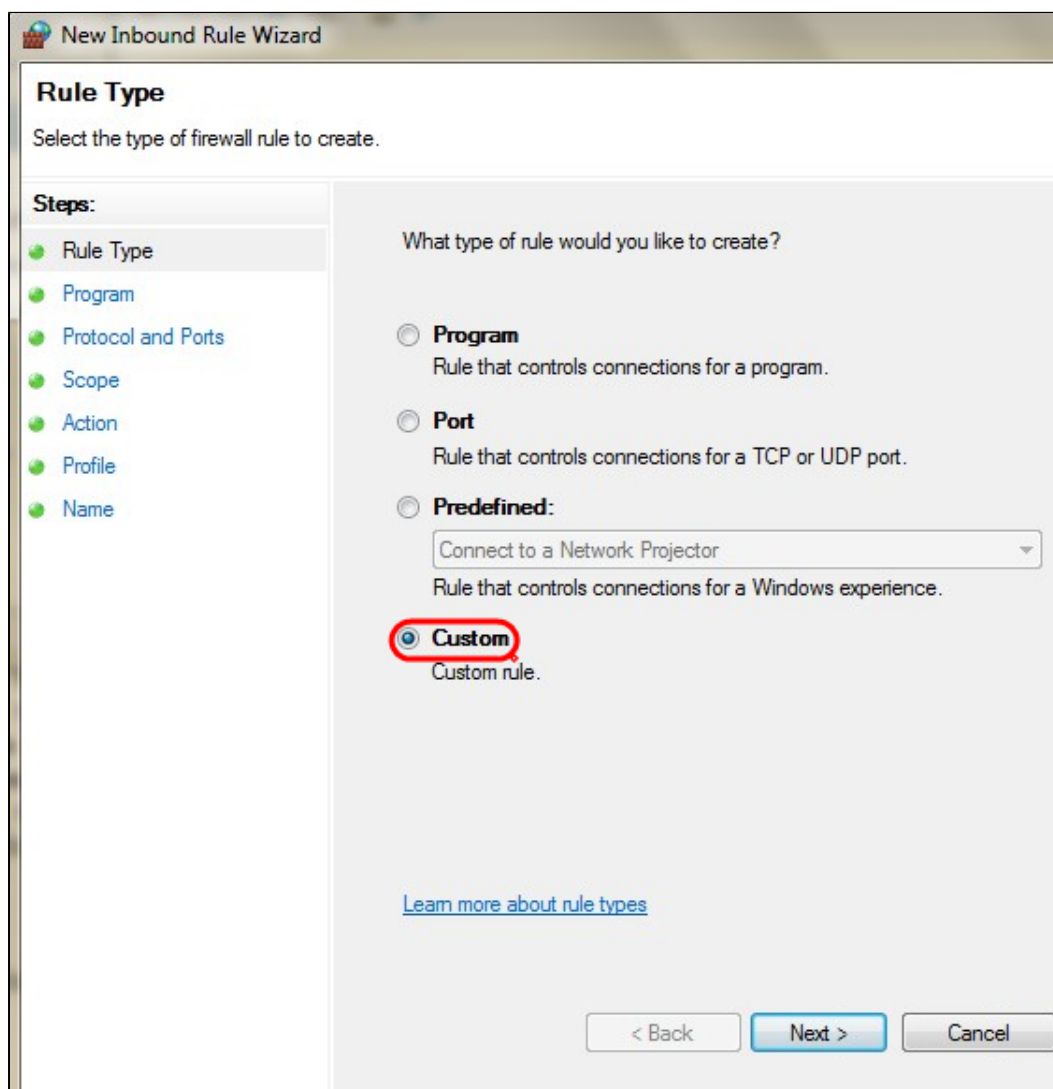 New Inbound Rule Wizard
Rule Type
Select the type of firewall rule to create.
Steps:
Rule Type
Program
Protocol and Ports
Scope
Action
Profile
Name
What type of rule would you like to create?
Program
Rule that controls connections for a program.
Port
Rule that controls connections for a TCP or UDP port.
Predefined:
Connect to a Network Projector
Rule that controls connections for a Windows experience.
Custom
Custom rule.
Learn more about rule types
< Back Next > Cancel